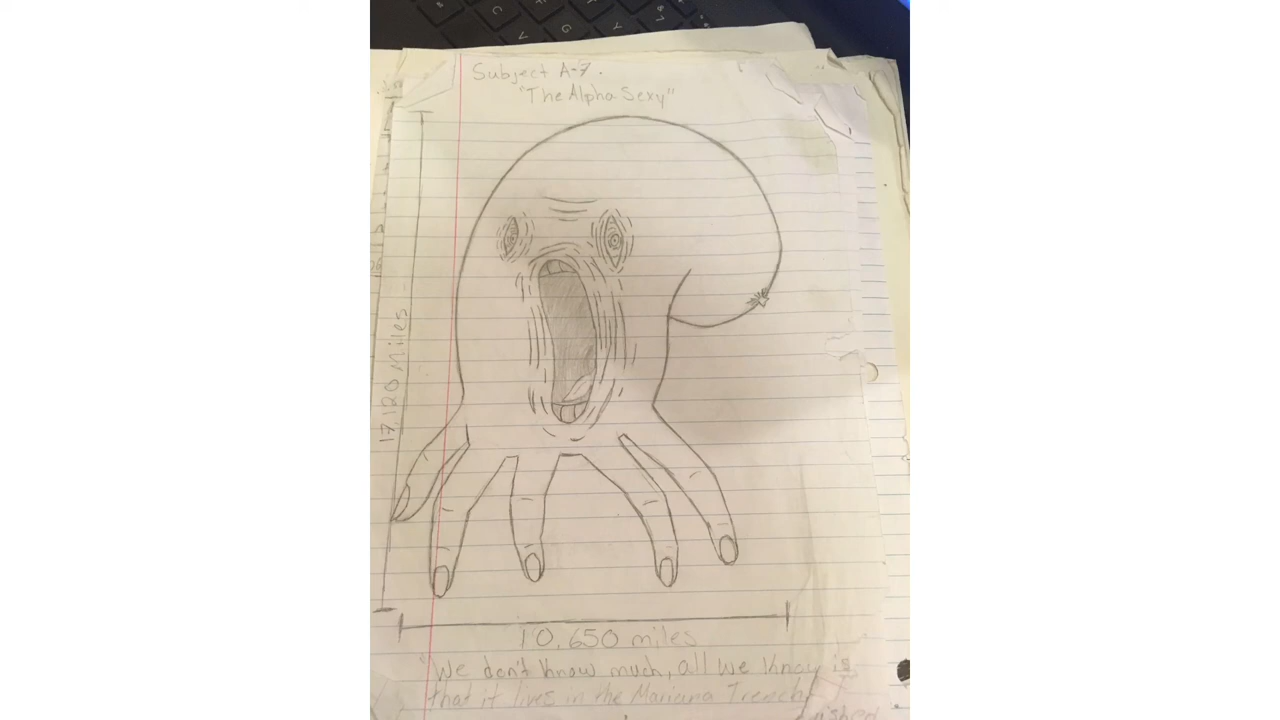 Subject A-7.
"The Alpha Sexy"
17,120 Miles
10,650 miles
"We don't know much, all we know is
that it lives in the Mariana Trench